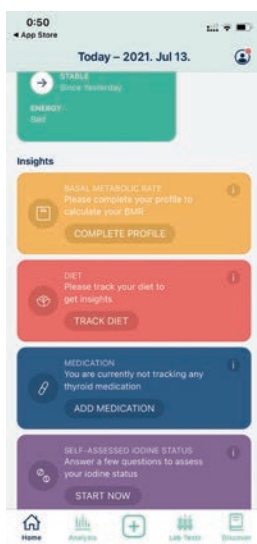 0:50
◀ App Store
Today – 2021. Jul 13.
STABLE
Since Yesterday
ENERGY
Bad
Insights
BASAL METABOLIC RATE
Please complete your profile to
calculate your BMR
COMPLETE PROFILE
DIET
Please track your diet to
get insights
TRACK DIET
MEDICATION
You are currently not tracking any
thyroid medication
ADD MEDICATION
SELF-ASSESSED IODINE STATUS
Answer a few questions to assess
your iodine status
START NOW
Home Analysis Lab Tests Discover